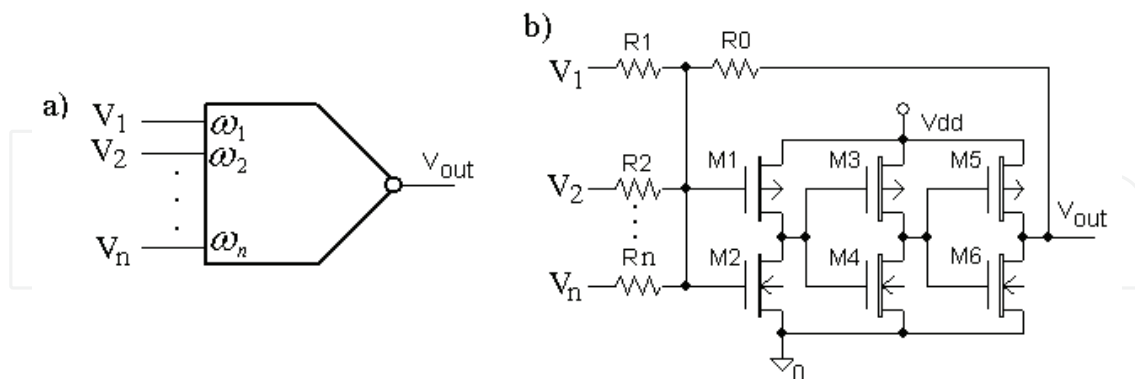 a)
V1
V2
Vn
ω1
ω2
ωn
Vout
b)
R1
R0
V1
Vdd
M1
M3
M5
R2
V2
Vout
M2
M4
M6
Rn
Vn
0